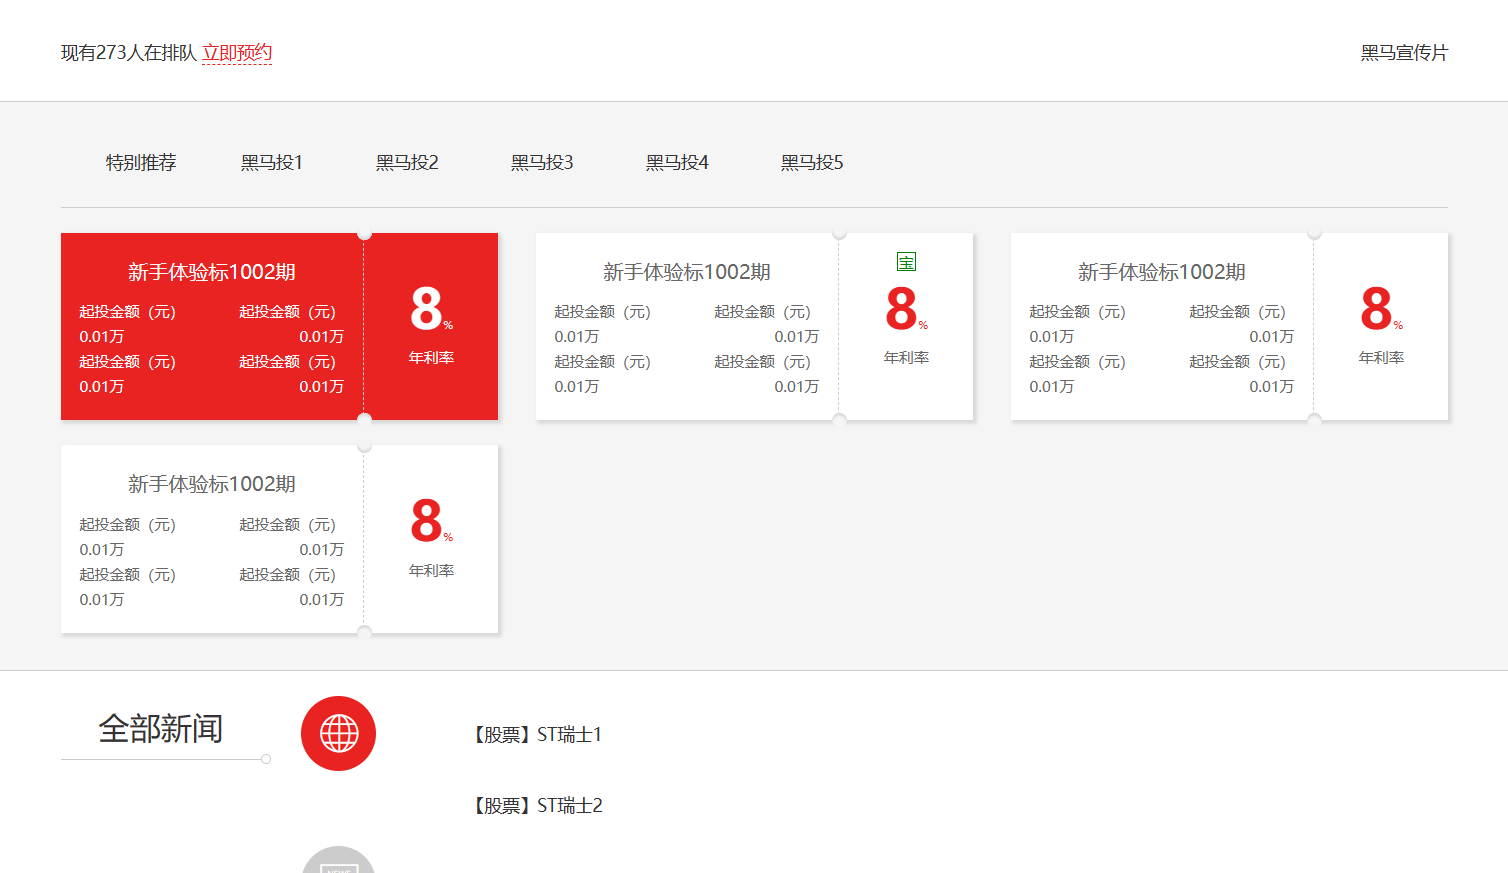 现有273人在排队 立即预约
黑马宣传片
特别推荐 黑马投1 黑马投2 黑马投3 黑马投4 黑马投5
新手体验标1002期
起投金额（元） 起投金额（元）
0.01万 0.01万
起投金额（元） 起投金额（元）
0.01万 0.01万
8%
年利率
新手体验标1002期
起投金额（元） 起投金额（元）
0.01万 0.01万
起投金额（元） 起投金额（元）
0.01万 0.01万
宝
8%
年利率
新手体验标1002期
起投金额（元） 起投金额（元）
0.01万 0.01万
起投金额（元） 起投金额（元）
0.01万 0.01万
8%
年利率
新手体验标1002期
起投金额（元） 起投金额（元）
0.01万 0.01万
起投金额（元） 起投金额（元）
0.01万 0.01万
8%
年利率
全部新闻
【股票】ST瑞士1
【股票】ST瑞士2